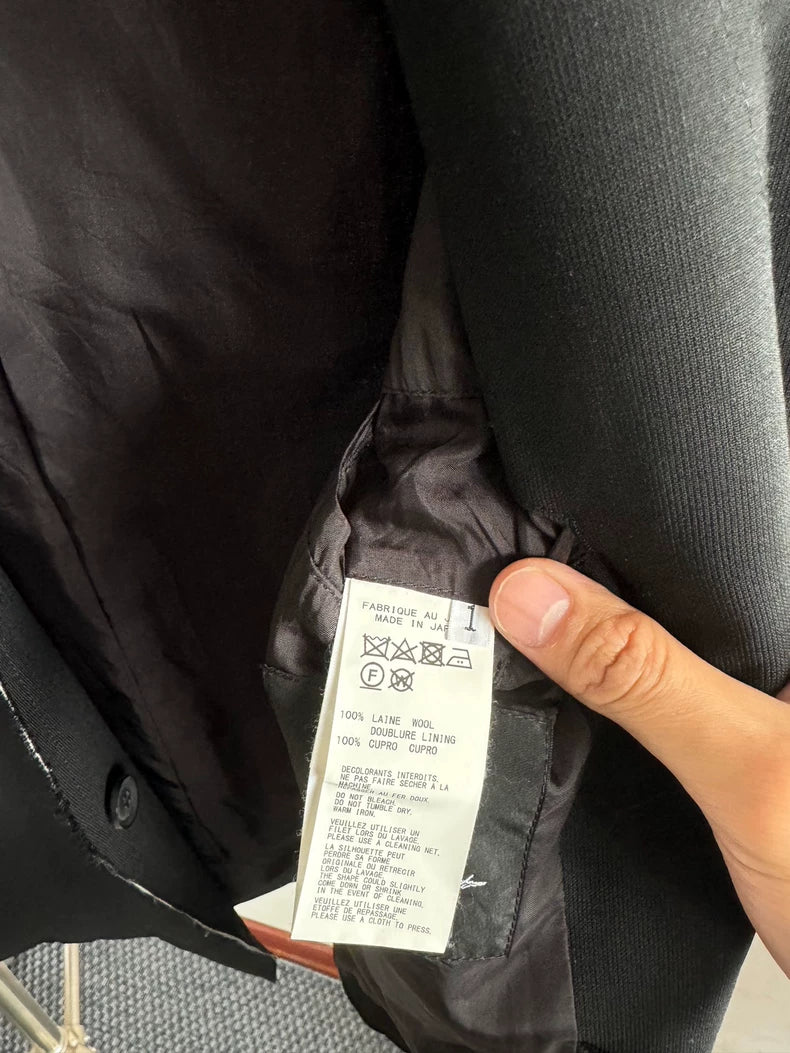 FABRIQUE AU
MADE IN
1
F
W
100% LAINE WOOL
DOUBLURE LINING
100% CUPRO CUPRO
DECOLORANTS INTERDITS.
NE PAS FAIRE SECHER A LA
MACHINE.
REPASSER AU FER DOUX.
DO NOT BLEACH.
DO NOT TUMBLE DRY.
WARM IRON.
VEUILLEZ UTILISER UN
FILET LORS DU LAVAGE.
PLEASE USE A CLEANING NET.
LA SILHOUETTE PEUT
PERDRE SA FORME
ORIGINALE OU RETRECIR
LORS DU LAVAGE.
THE SHAPE COULD SLIGHTLY
COME DOWN OR SHRINK
IN THE EVENT OF CLEANING.
VEUILLEZ UTILISER UNE
ETOFFE DE REPASSAGE.
PLEASE USE A CLOTH TO PRESS.